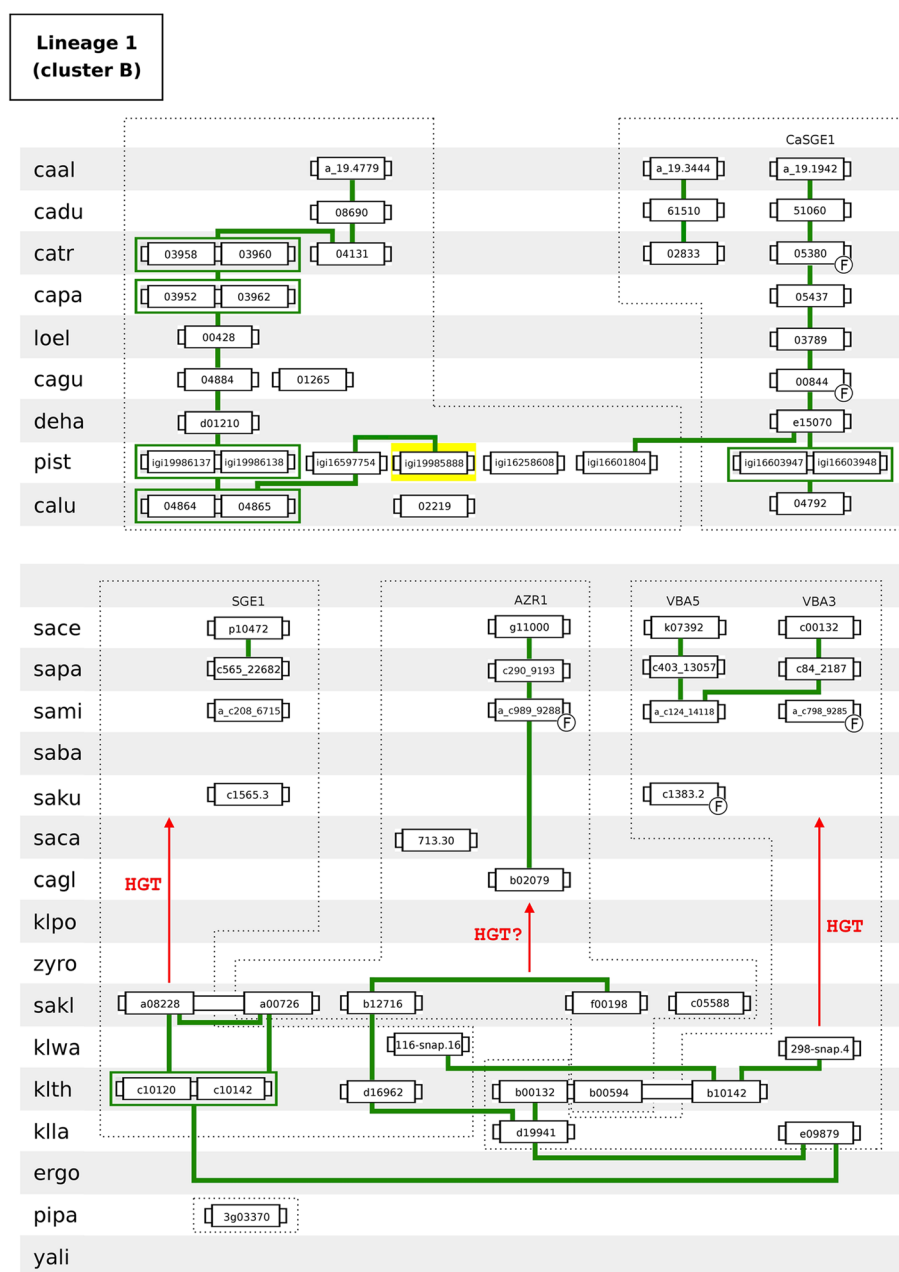 Lineage 1
(cluster B)
CaSGE1
caal a_19.4779 a_19.3444 a_19.1942
cadu 08690 61510 51060
catr 03958 03960 04131 02833 05380 F
capa 03952 03962 05437
loel 00428 03789
cagu 04884 01265 00844 F
deha d01210 e15070
pist igi19986137 igi19986138 igi16597754 igi19985888 igi16258608 igi16601804 igi16603947 igi16603948
calu 04864 04865 02219 04792
SGE1 AZR1 VBA5 VBA3
sace p10472 g11000 k07392 c00132
sapa c565_22682 c290_9193 c403_13057 c84_2187
sami a_c208_6715 a_c989_9288 F a_c124_14118 a_c798_9285 F
saba
saku c1565.3 c1383.2 F
saca 713.30
cagl b02079
HGT
klpo
HGT? HGT
zyro
sakl a08228 a00726 b12716 f00198 c05588
klwa 116-snap.16 298-snap.4
klth c10120 c10142 d16962 b00132 b00594 b10142
klla d19941 e09879
ergo
pipa 3g03370
yali